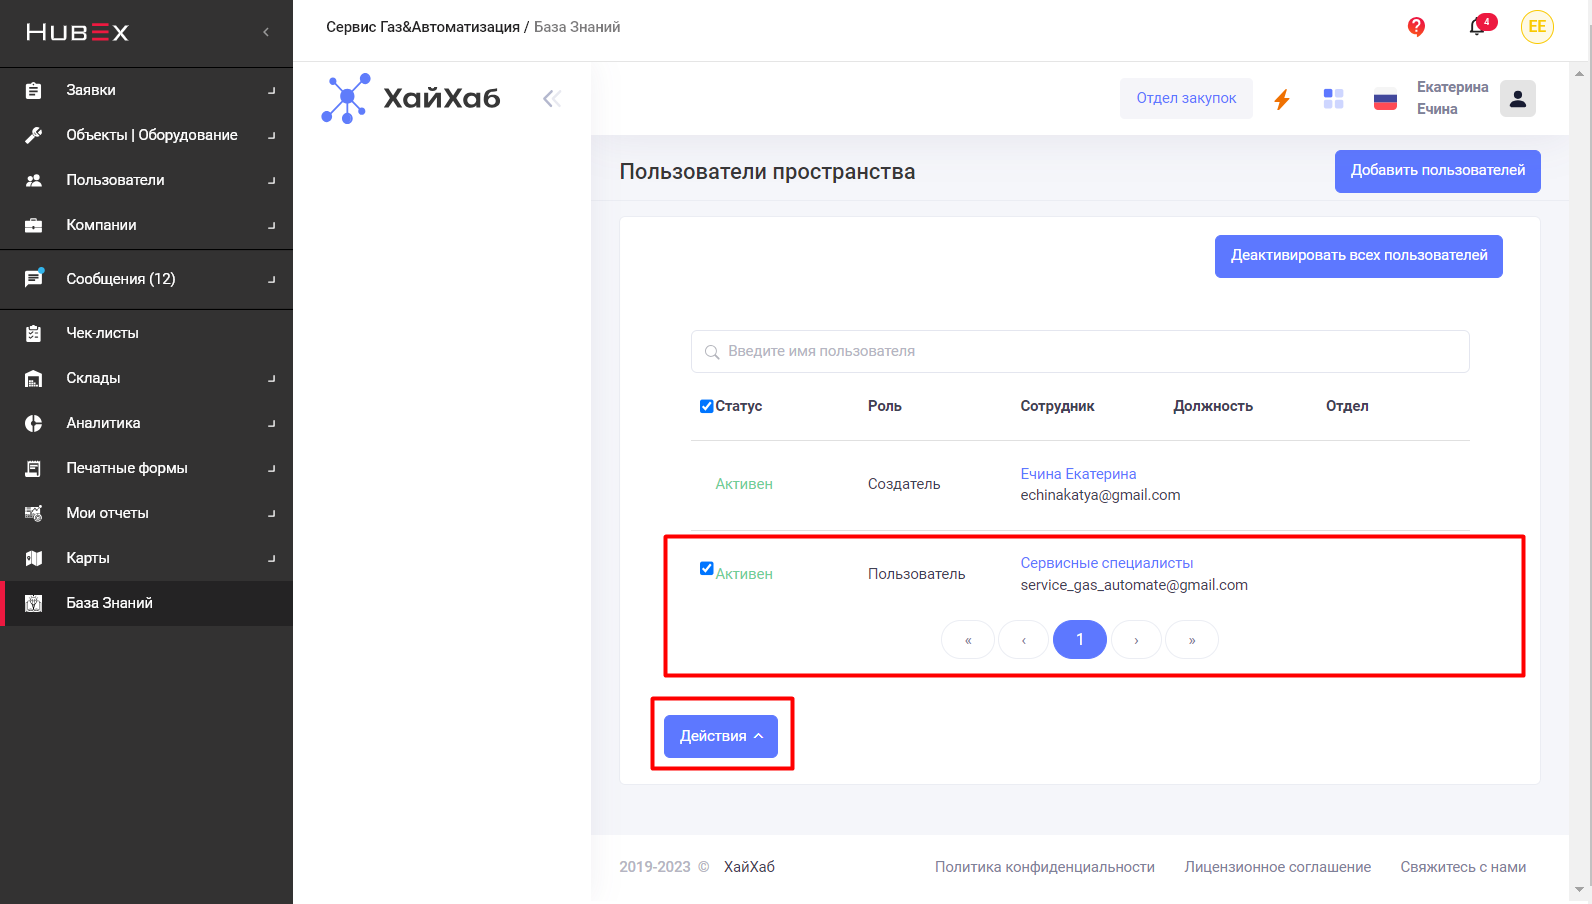 HUBEX
Заявки
Объекты | Оборудование
Пользователи
Компании
Сообщения (12)
Чек-листы
Склады
Аналитика
Печатные формы
Мои отчеты
Карты
База Знаний
Сервис Газ&Автоматизация / База Знаний
4
EE
ХайХаб
Отдел закупок
Екатерина
Ечина
Пользователи пространства
Добавить пользователей
Деактивировать всех пользователей
Введите имя пользователя
Статус Роль Сотрудник Должность Отдел
Ечина Екатерина
Активен Создатель
echinakatya@gmail.com
Сервисные специалисты
Активен Пользователь
service_gas_automate@gmail.com
« ‹ 1 › »
Действия
2019-2023 © ХайХаб Политика конфиденциальности Лицензионное соглашение Свяжитесь с нами